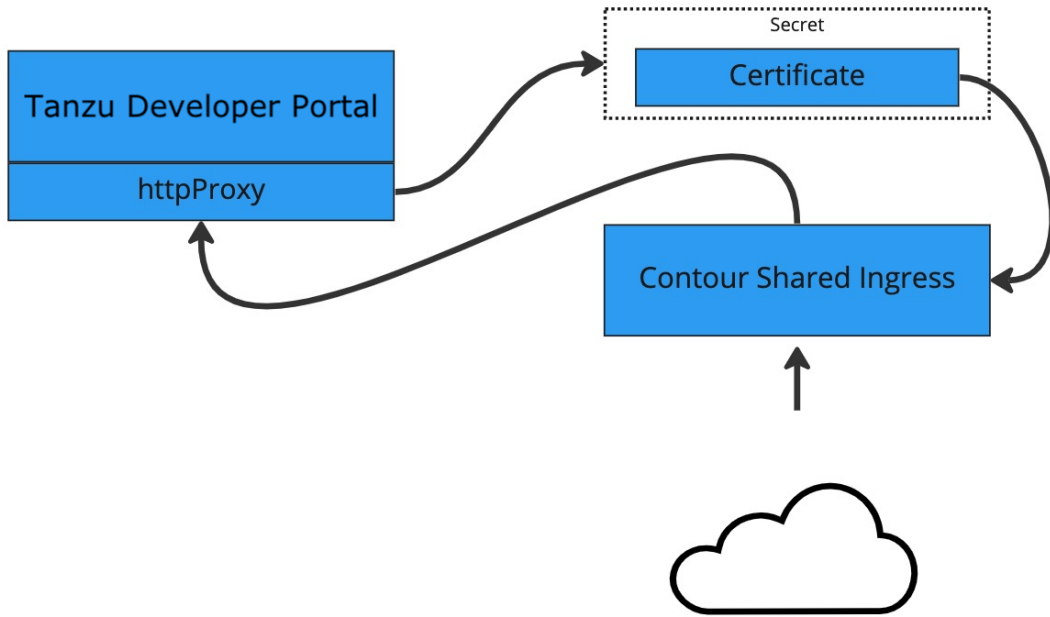 Secret
Certificate
Tanzu Developer Portal
httpProxy
Contour Shared Ingress